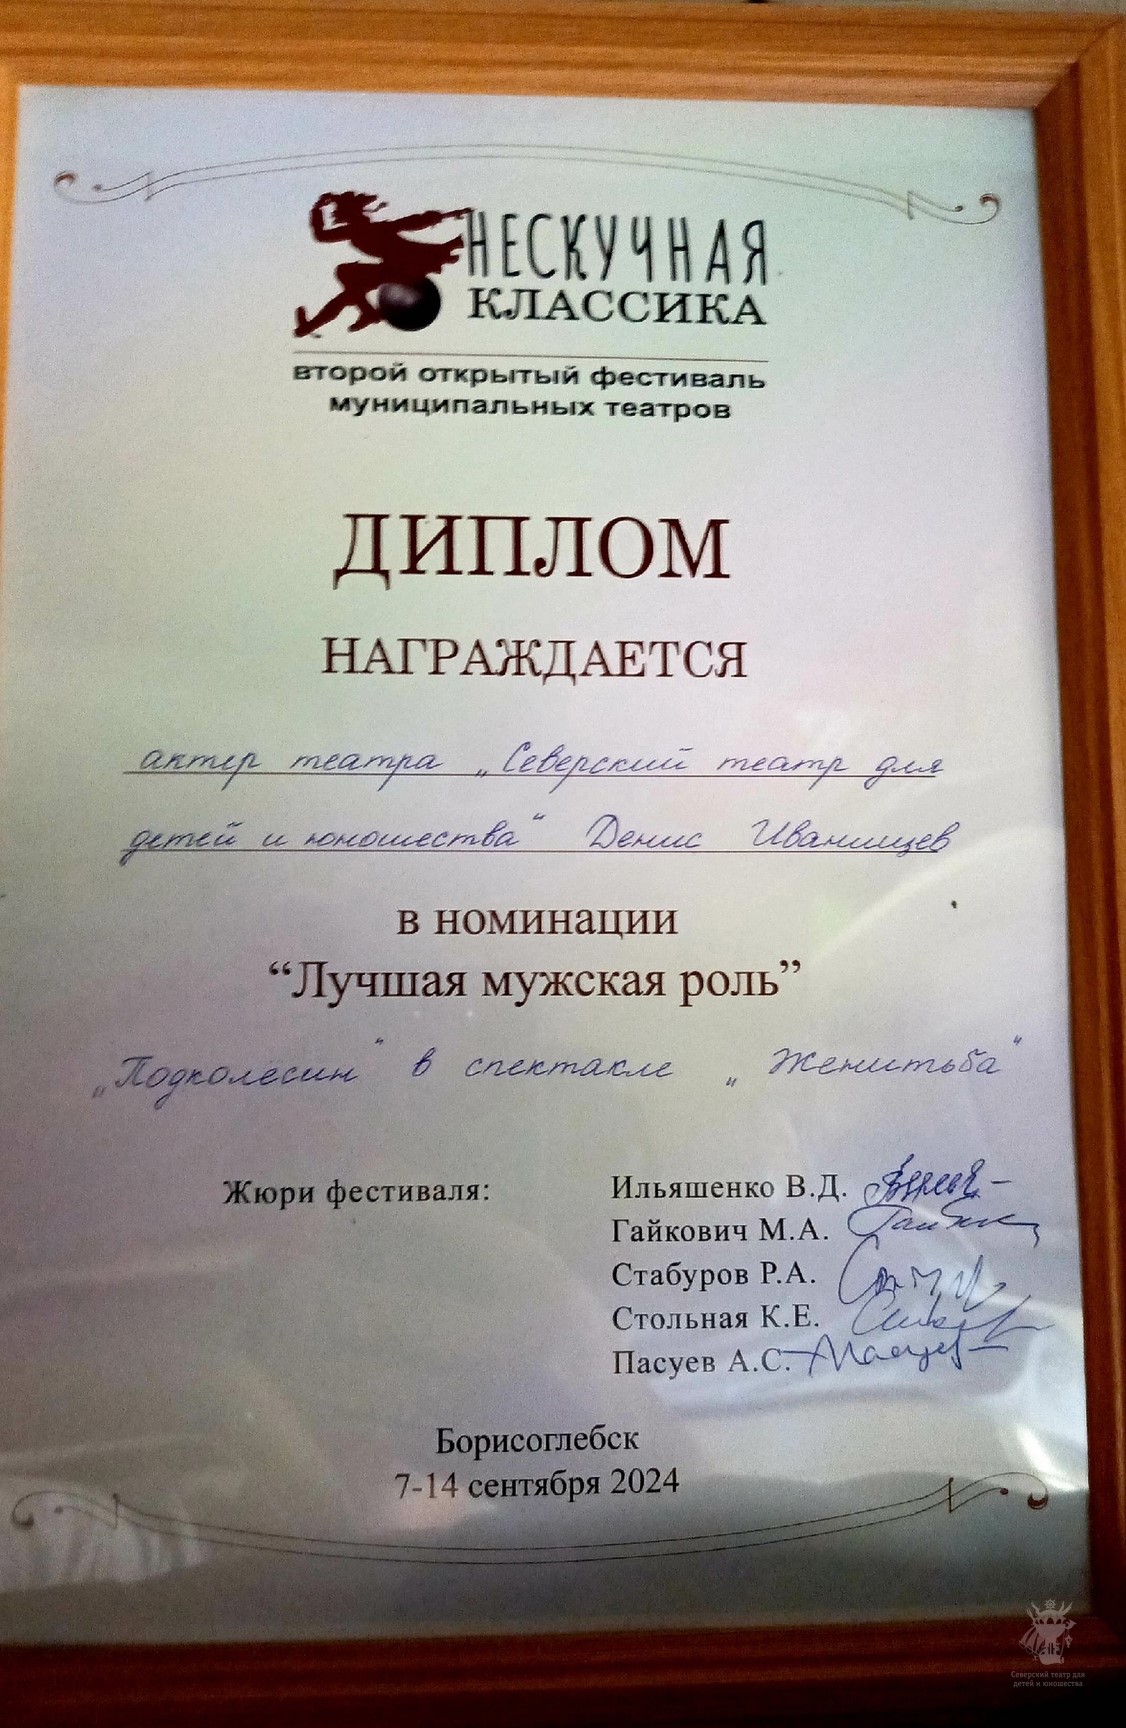 НЕСКУЧНАЯ
КЛАССИКА
второй открытый фестиваль
муниципальных театров
ДИПЛОМ
НАГРАЖДАЕТСЯ
актер театра „Северский театр для
детей и юношества" Денис Иванищев
в номинации
“Лучшая мужская роль”
„Подколесин" в спектакле „Женитьба"
Жюри фестиваля: Ильяшенко В.Д.
Гайкович М.А.
Стабуров Р.А.
Стольная К.Е.
Пасуев А.С.
Борисоглебск
7-14 сентября 2024
Северский театр для
детей и юношества